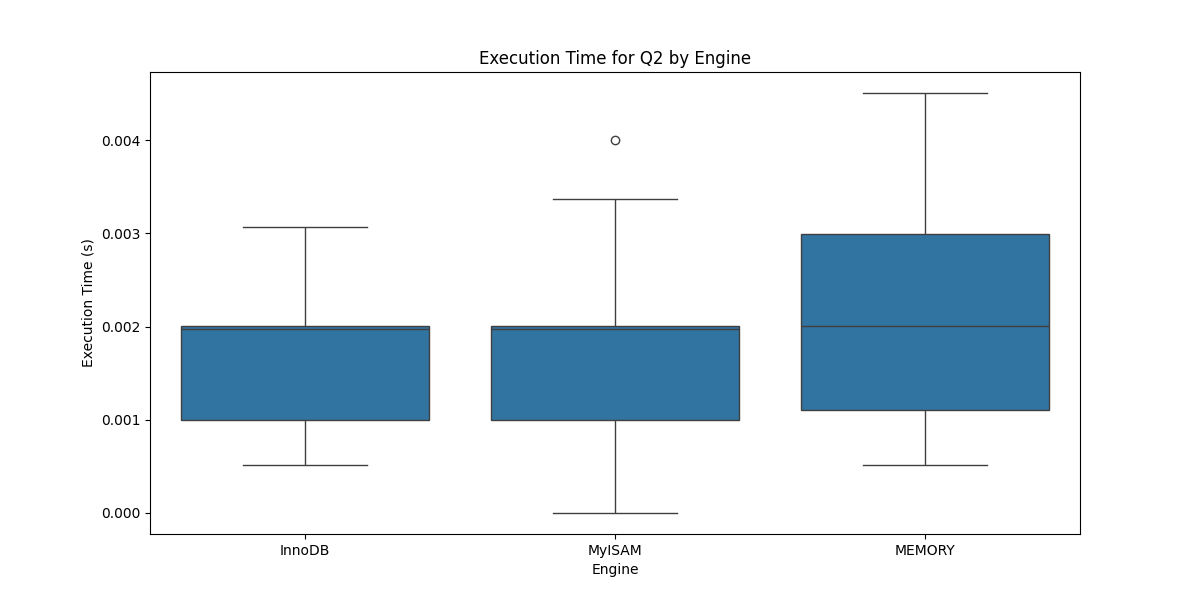 Execution Time for Q2 by Engine
Execution Time (s)
0.004
0.003
0.002
0.001
0.000
InnoDB
MyISAM
MEMORY
Engine